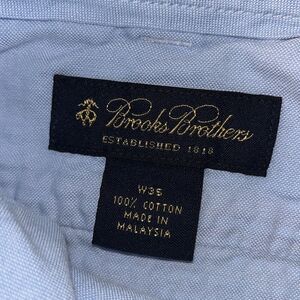 Brooks Brothers
ESTABLISHED 1818
W35
100% COTTON
MADE IN
MALAYSIA